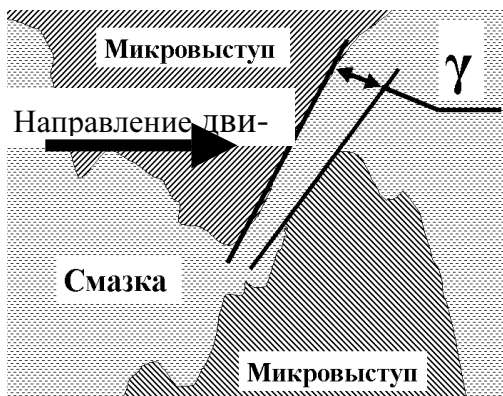 Микровыступ
γ
Направление дви-
Смазка
Микровыступ